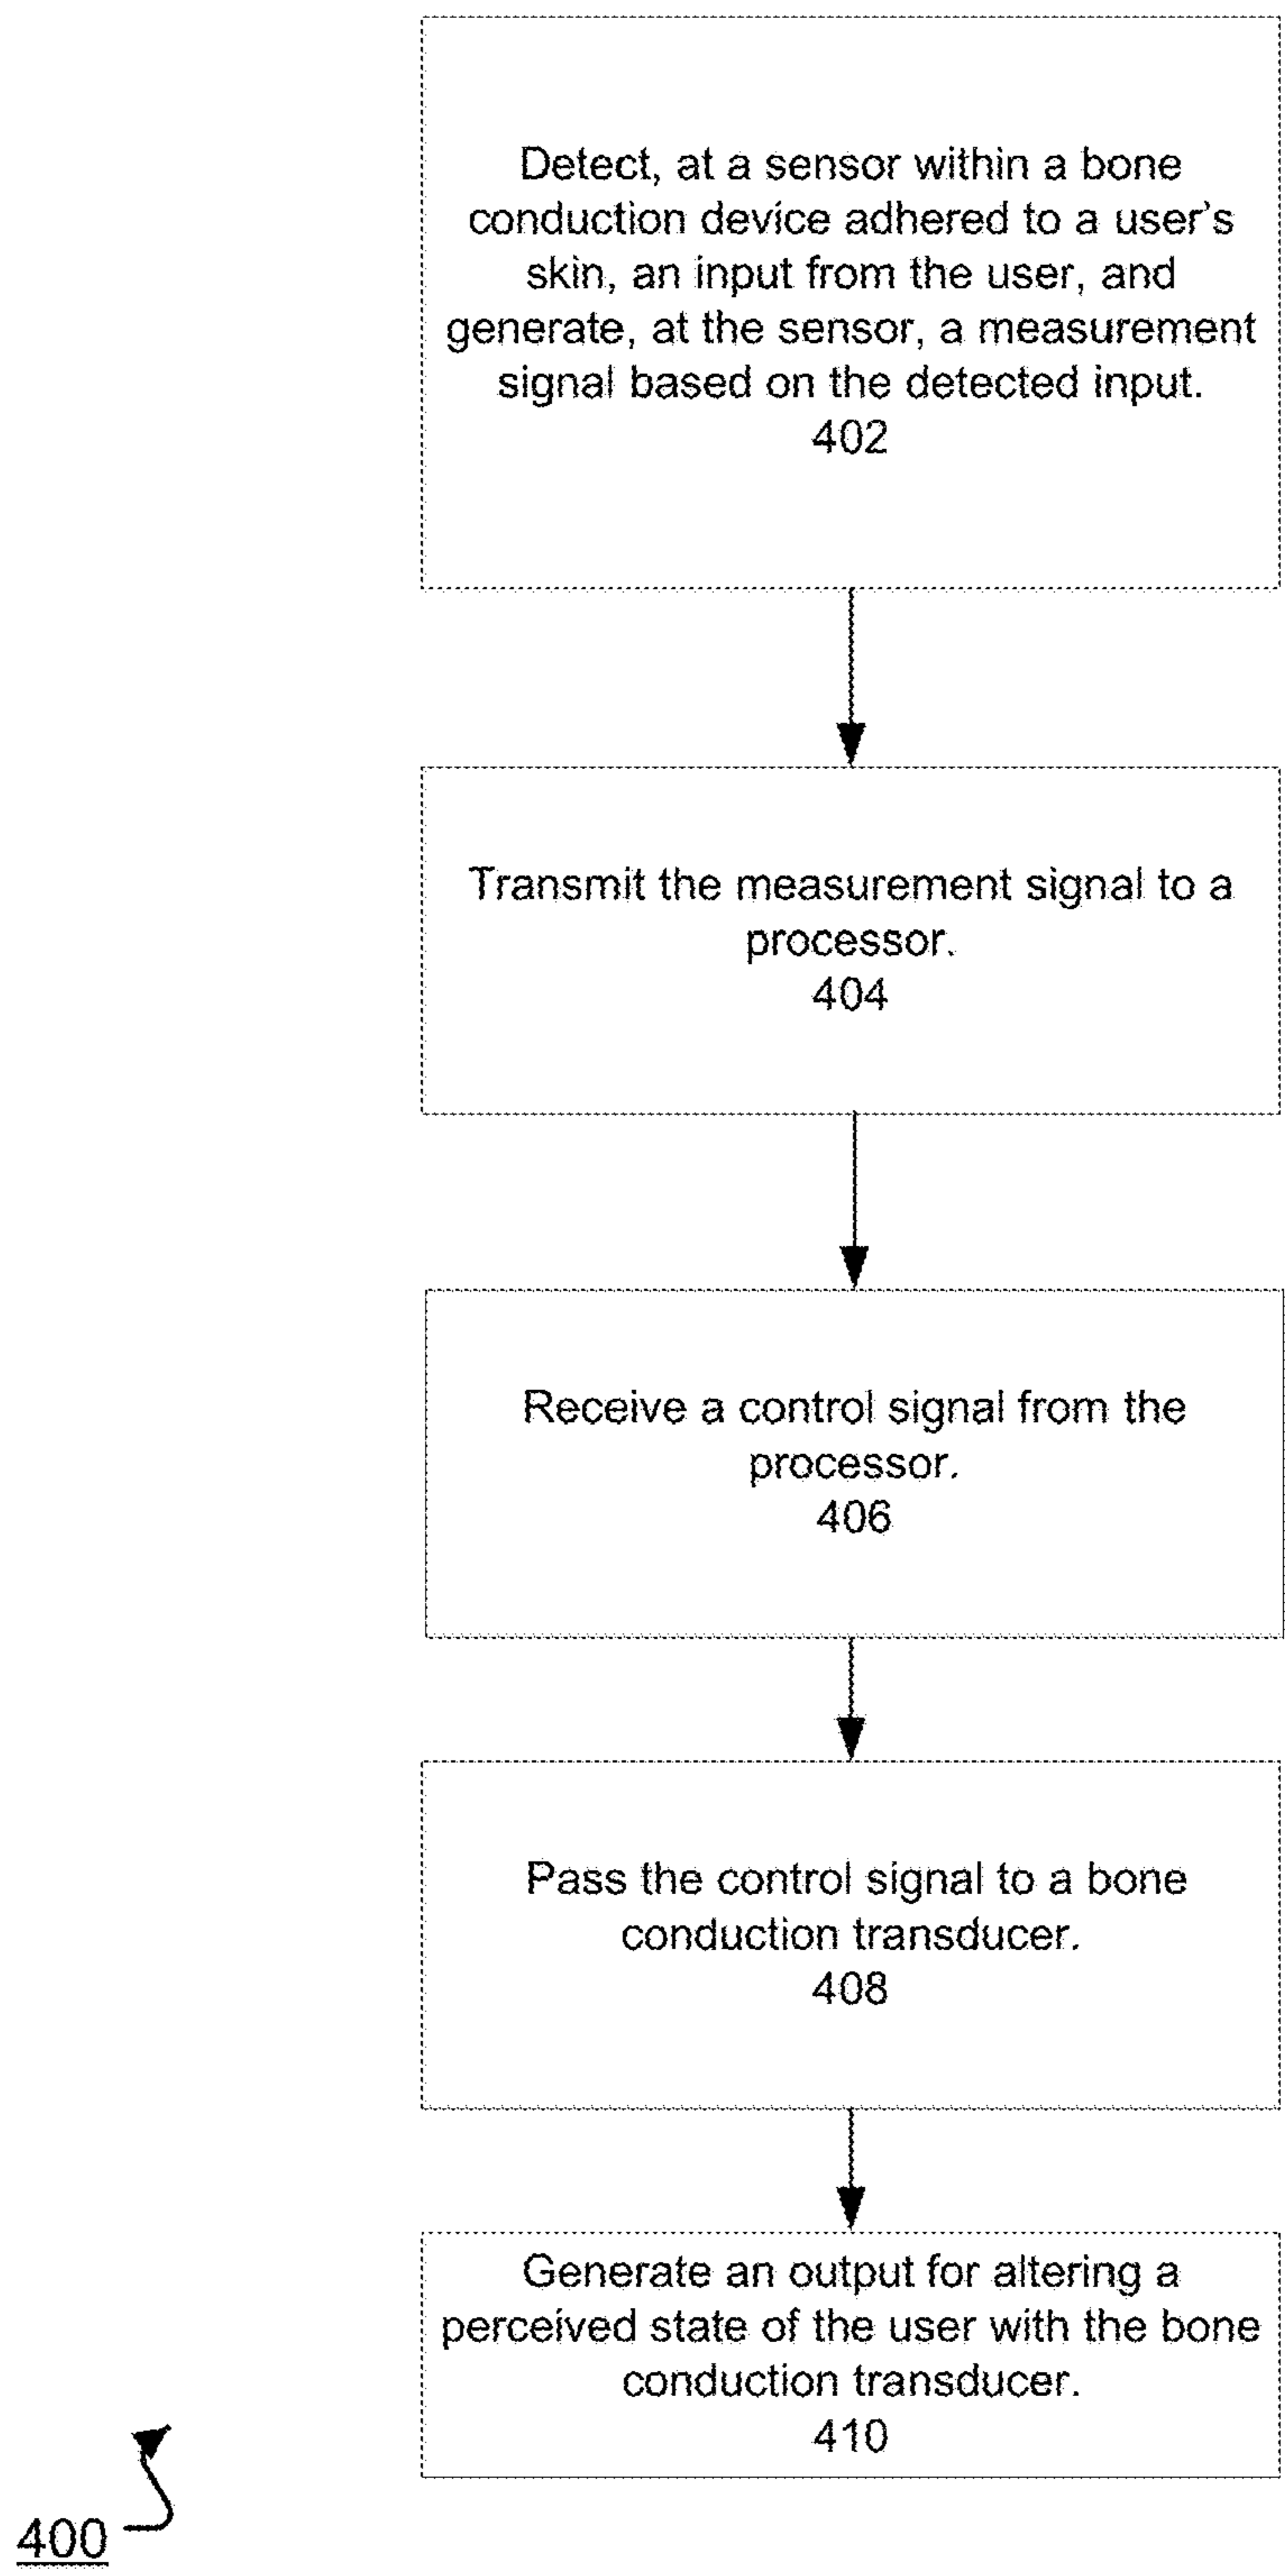 Detect, at a sensor within a bone
conduction device adhered to a user's
skin, an input from the user, and
generate, at the sensor, a measurement
signal based on the detected input.
402
Transmit the measurement signal to a
processor.
404
Receive a control signal from the
processor.
406
Pass the control signal to a bone
conduction transducer.
408
Generate an output for altering a
perceived state of the user with the bone
conduction transducer.
410
400